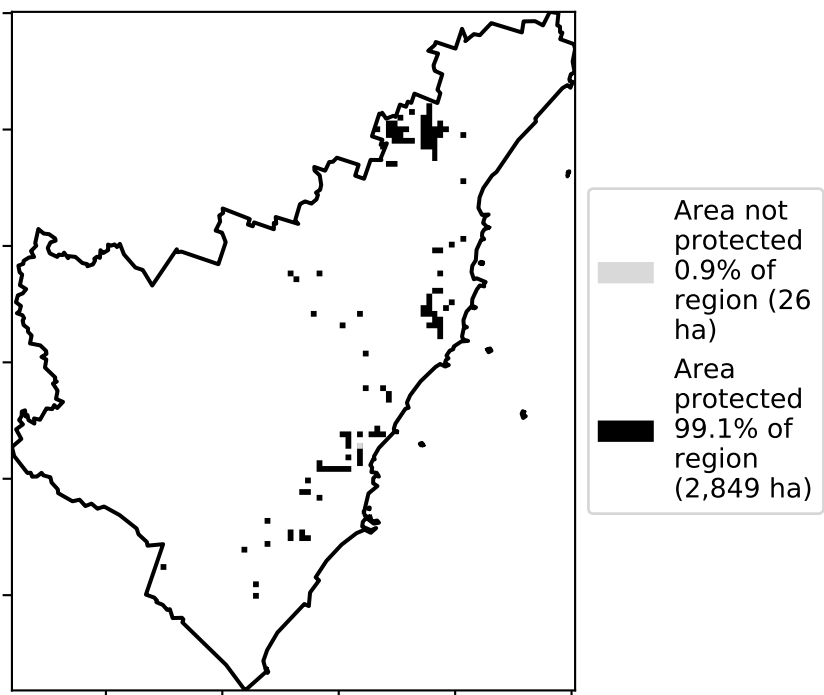 Area not
protected
0.9% of
region (26
ha)
Area
protected
99.1% of
region
(2,849 ha)